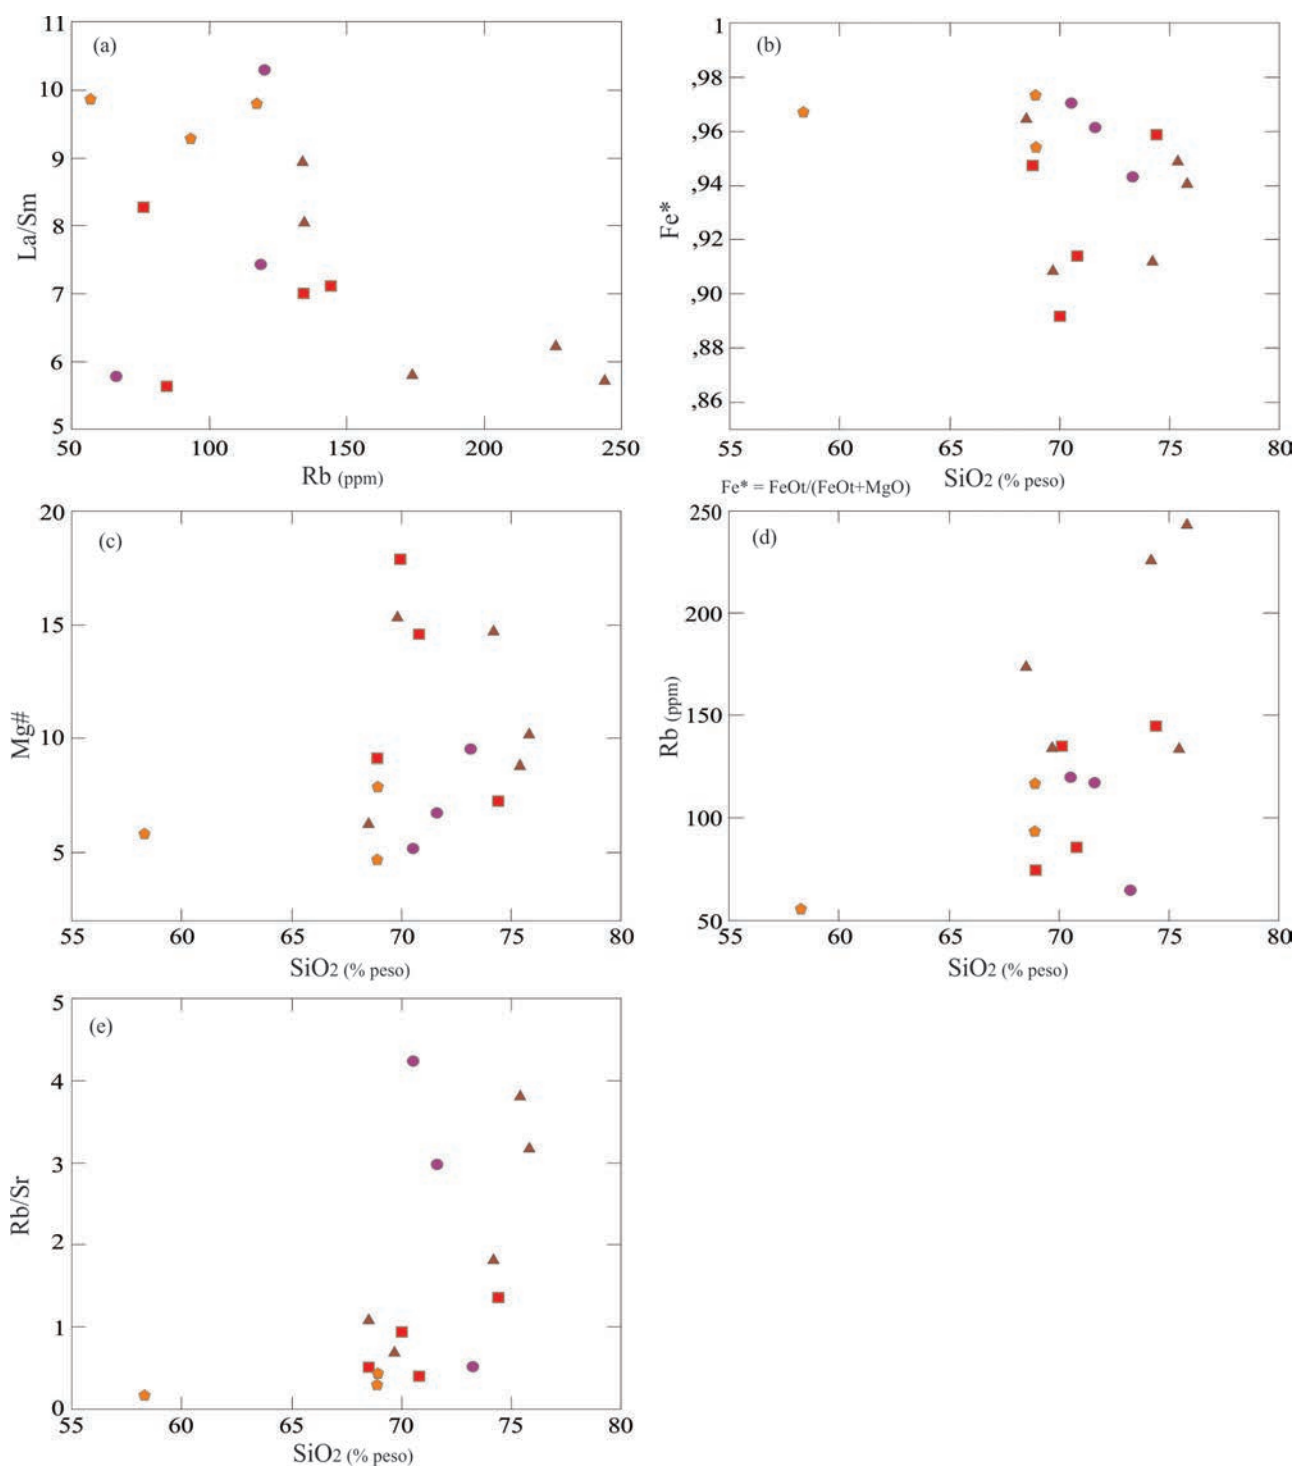 (a)
11
10
9
8
7
6
5
La/Sm
50 100 150 200 250
Rb (ppm)
(b)
1
,98
,96
,94
,92
,90
,88
,86
Fe*
55 60 65 70 75 80
SiO2 (% peso)
Fe* = FeOt/(FeOt+MgO)
(c)
20
15
10
5
Mg#
55 60 65 70 75 80
SiO2 (% peso)
(d)
250
200
150
100
50
Rb (ppm)
55 60 65 70 75 80
SiO2 (% peso)
(e)
5
4
3
2
1
0
Rb/Sr
55 60 65 70 75 80
SiO2 (% peso)